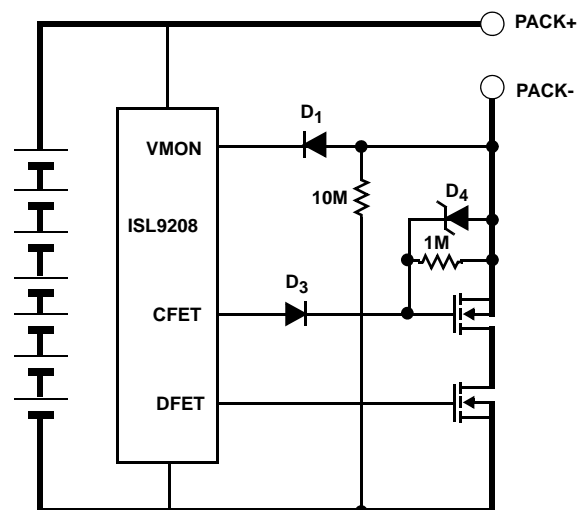 PACK+
PACK-
D1
VMON
D4
10M
ISL9208
1M
D3
CFET
DFET